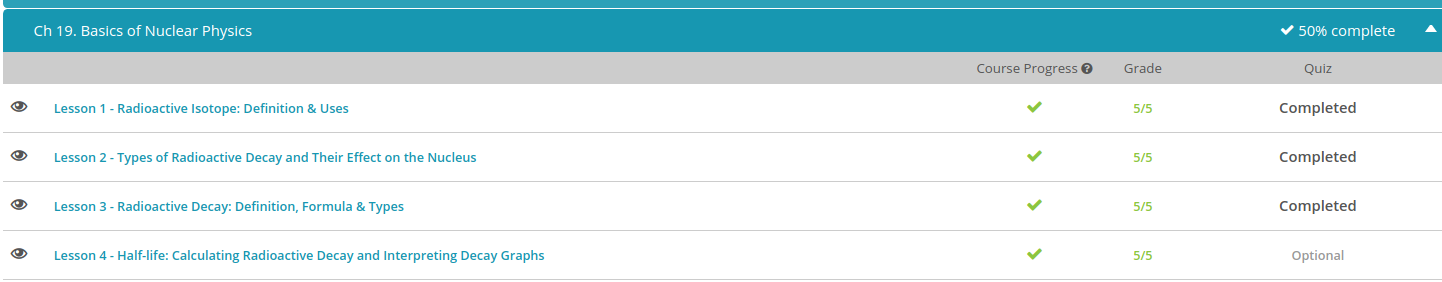 Ch 19. Basics of Nuclear Physics 50% complete
Course Progress Grade Quiz
Lesson 1 - Radioactive Isotope: Definition & Uses 5/5 Completed
Lesson 2 - Types of Radioactive Decay and Their Effect on the Nucleus 5/5 Completed
Lesson 3 - Radioactive Decay: Definition, Formula & Types 5/5 Completed
Lesson 4 - Half-life: Calculating Radioactive Decay and Interpreting Decay Graphs 5/5 Optional